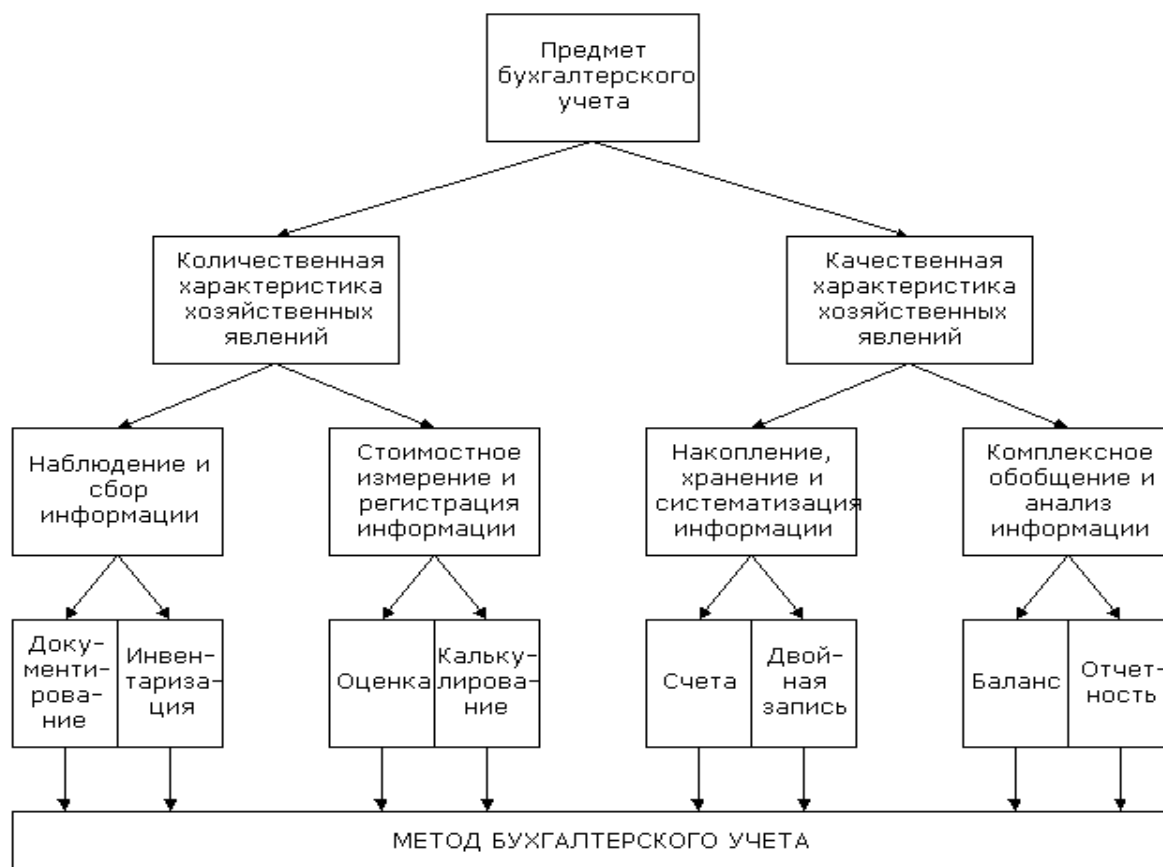 Предмет
бухгалтерского
учета
Количественная
характеристика
хозяйственных
явлений
Качественная
характеристика
хозяйственных
явлений
Наблюдение и
сбор
информации
Стоимостное
измерение и
регистрация
информации
Накопление,
хранение и
систематизация
информации
Комплексное
обобщение и
анализ
информации
Доку-
менти-
рова-
ние
Инвен-
тариза-
ция
Оценка
Кальку-
лирова-
ние
Счета
Двой-
ная
запись
Баланс
Отчет-
ность
МЕТОД БУХГАЛТЕРСКОГО УЧЕТА